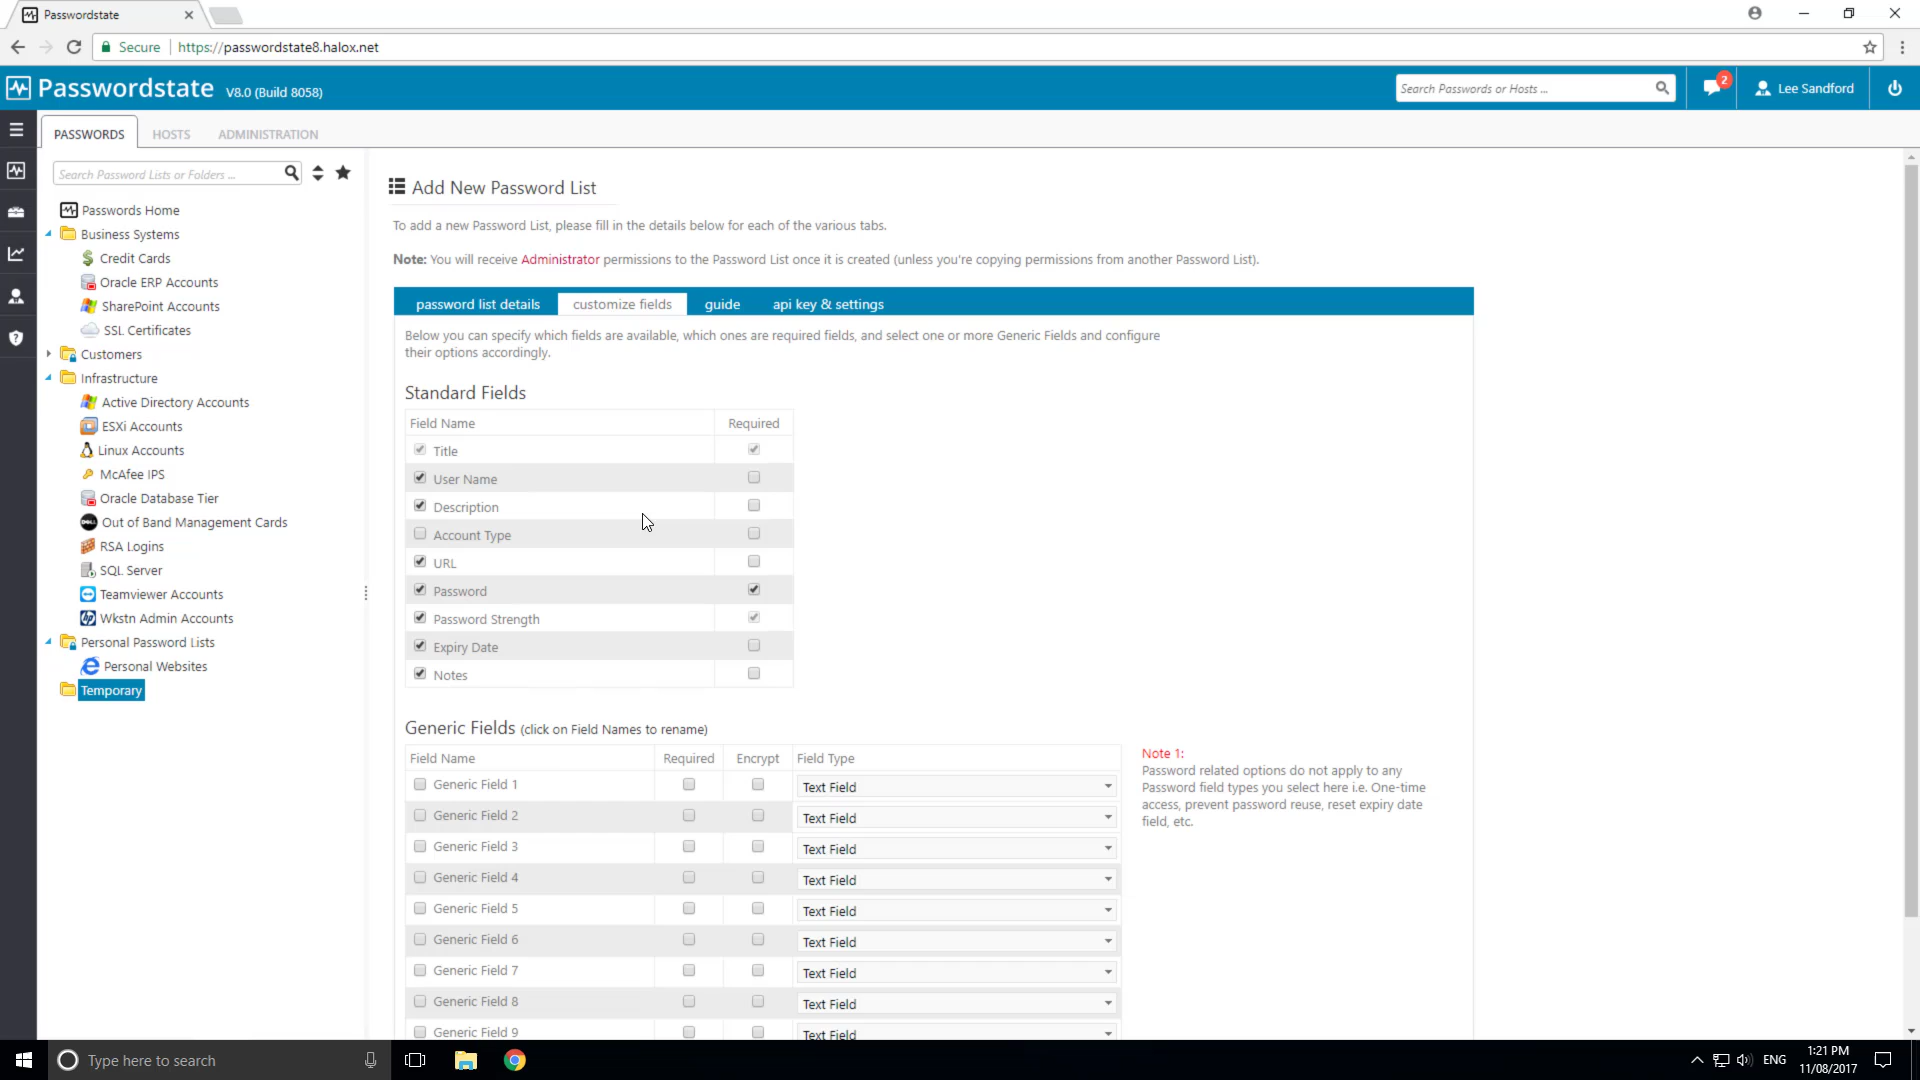 Passwordstate
Secure https://passwordstate8.halox.net
Passwordstate V8.0 (Build 8058)
Search Passwords or Hosts ...
2
Lee Sandford
PASSWORDS HOSTS ADMINISTRATION
Search Password Lists or Folders ...
Passwords Home
Business Systems
Credit Cards
Oracle ERP Accounts
SharePoint Accounts
SSL Certificates
Customers
Infrastructure
Active Directory Accounts
ESXi Accounts
Linux Accounts
McAfee IPS
Oracle Database Tier
DELL Out of Band Management Cards
RSA Logins
SQL Server
Teamviewer Accounts
hp Wkstn Admin Accounts
Personal Password Lists
Personal Websites
Temporary
Add New Password List
To add a new Password List, please fill in the details below for each of the various tabs.
Note: You will receive Administrator permissions to the Password List once it is created (unless you're copying permissions from another Password List).
password list details customize fields guide api key & settings
Below you can specify which fields are available, which ones are required fields, and select one or more Generic Fields and configure
their options accordingly.
Standard Fields
Field Name Required
Title
User Name
Description
Account Type
URL
Password
Password Strength
Expiry Date
Notes
Generic Fields (click on Field Names to rename)
Field Name Required Encrypt Field Type
Generic Field 1 Text Field
Generic Field 2 Text Field
Generic Field 3 Text Field
Generic Field 4 Text Field
Generic Field 5 Text Field
Generic Field 6 Text Field
Generic Field 7 Text Field
Generic Field 8 Text Field
Generic Field 9 Text Field
Note 1:
Password related options do not apply to any
Password field types you select here i.e. One-time
access, prevent password reuse, reset expiry date
field, etc.
Type here to search
ENG
1:21 PM
11/08/2017